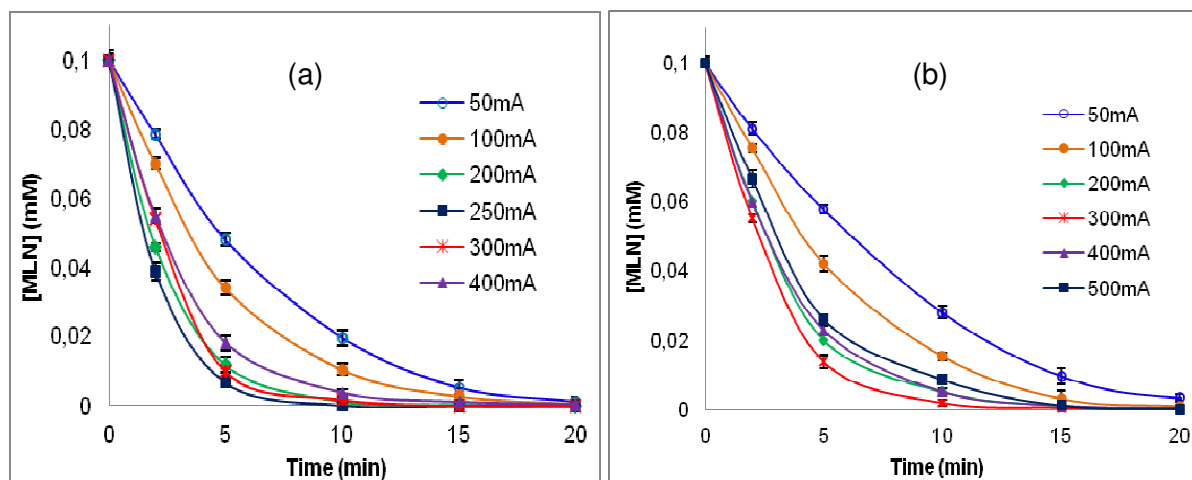 (a)
[MLN] (mM)
0,1
0,08
0,06
0,04
0,02
0
0 5 10 15 20
Time (min)
50mA
100mA
200mA
250mA
300mA
400mA
(b)
[MLN] (mM)
0,1
0,08
0,06
0,04
0,02
0
0 5 10 15 20
Time (min)
50mA
100mA
200mA
300mA
400mA
500mA